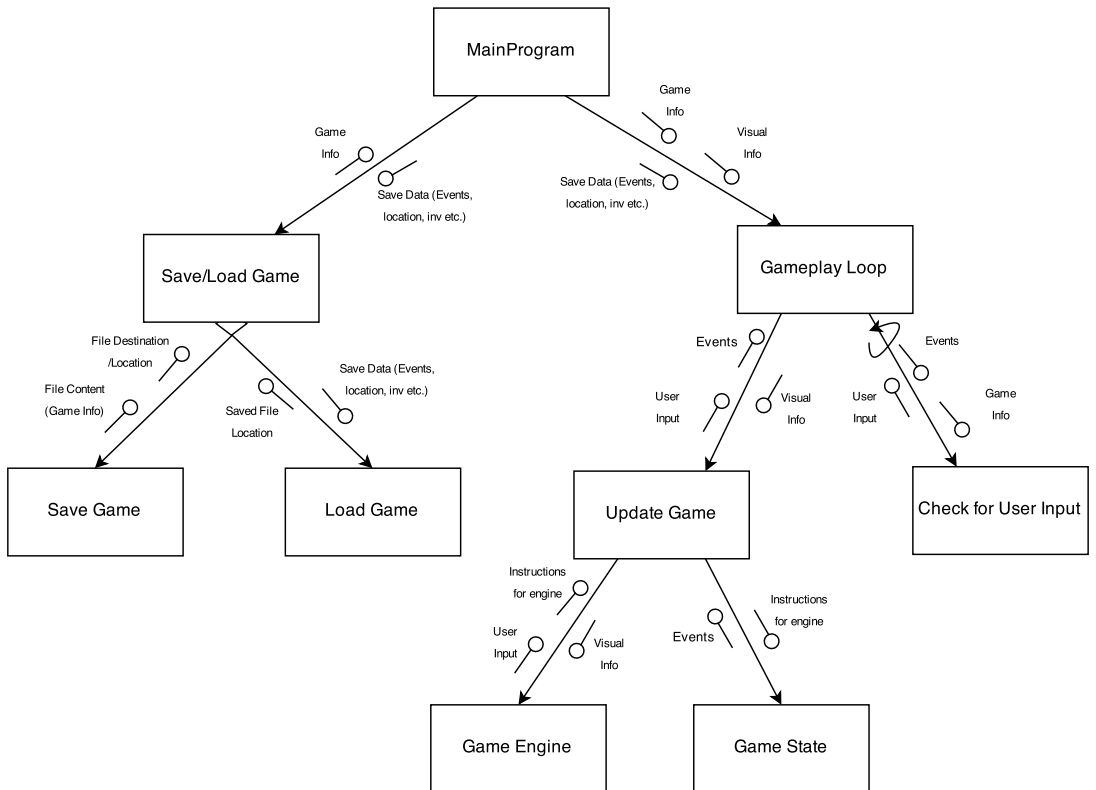 MainProgram
Game
Info
Game
Info
Visual
Info
Save Data (Events,
location, inv etc.)
Save Data (Events,
location, inv etc.)
Save/Load Game
Gameplay Loop
File Destination
/Location
File Content
(Game Info)
Saved File
Location
Save Data (Events,
location, inv etc.)
Events
User
Input
Visual
Info
Events
User
Input
Game
Info
Save Game
Load Game
Update Game
Check for User Input
Instructions
for engine
User
Input
Visual
Info
Events
Instructions
for engine
Game Engine
Game State